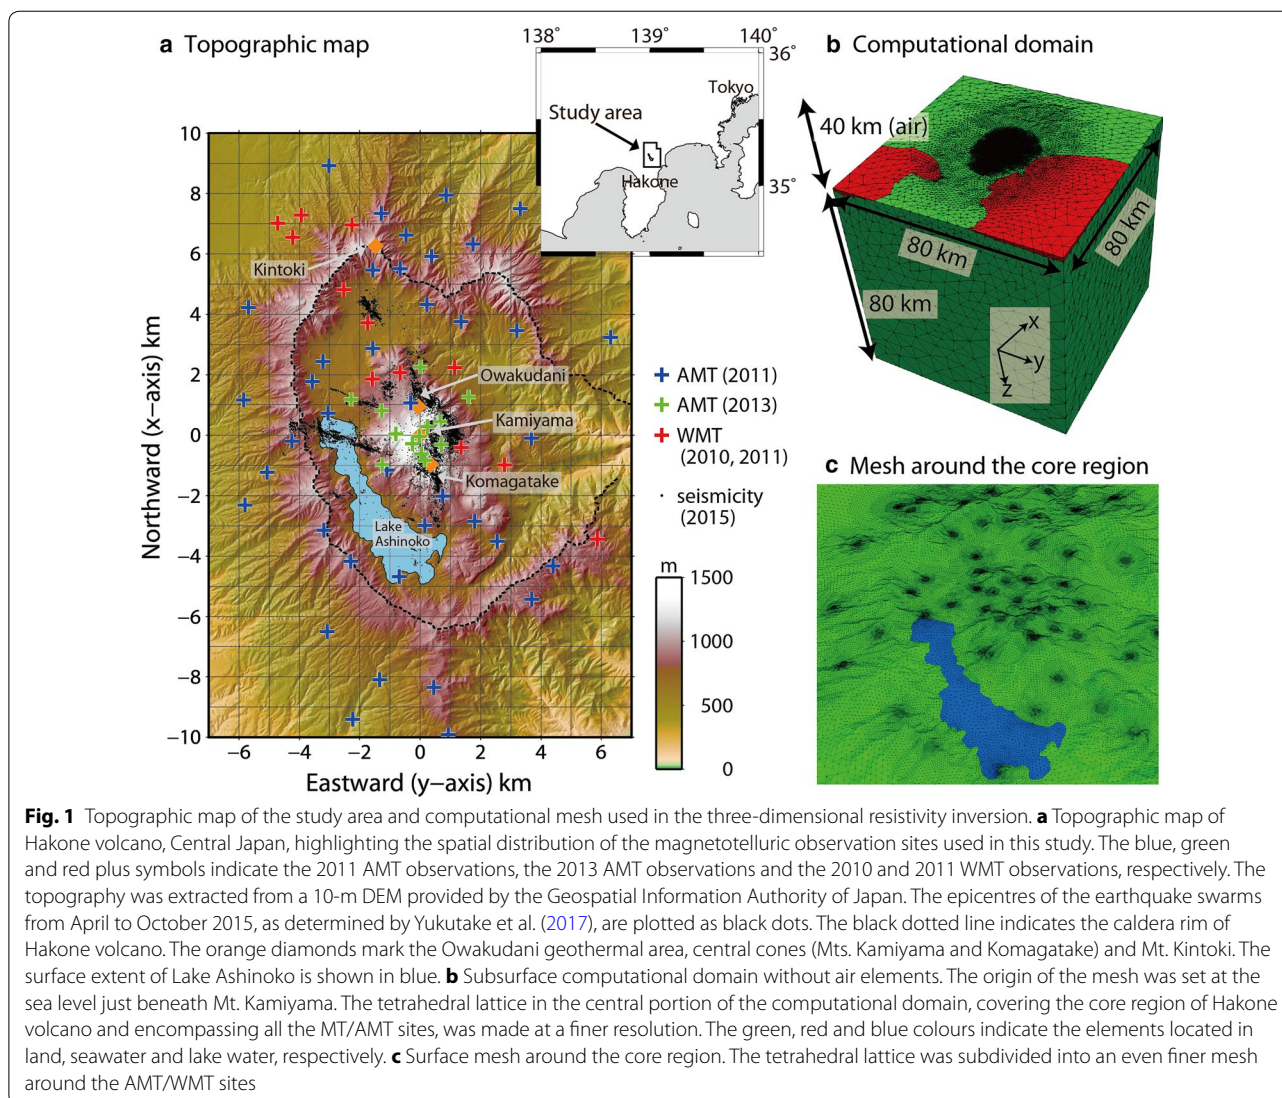 a Topographic map
138°
139°
140°
36°
35°
Tokyo
Study area
Hakone
10
8
6
4
2
0
−2
−4
−6
−8
−10
Northward (x−axis) km
−6
−4
−2
0
2
4
6
Eastward (y−axis) km
Kintoki
Owakudani
Kamiyama
Komagatake
Lake
Ashinoko
AMT (2011)
AMT (2013)
WMT
(2010, 2011)
seismicity
(2015)
m
1500
1000
500
0
b Computational domain
40 km (air)
80 km
80 km
80 km
x
y
z
c Mesh around the core region
Fig. 1 Topographic map of the study area and computational mesh used in the three-dimensional resistivity inversion. a Topographic map of
Hakone volcano, Central Japan, highlighting the spatial distribution of the magnetotelluric observation sites used in this study. The blue, green
and red plus symbols indicate the 2011 AMT observations, the 2013 AMT observations and the 2010 and 2011 WMT observations, respectively. The
topography was extracted from a 10-m DEM provided by the Geospatial Information Authority of Japan. The epicentres of the earthquake swarms
from April to October 2015, as determined by Yukutake et al. (2017), are plotted as black dots. The black dotted line indicates the caldera rim of
Hakone volcano. The orange diamonds mark the Owakudani geothermal area, central cones (Mts. Kamiyama and Komagatake) and Mt. Kintoki. The
surface extent of Lake Ashinoko is shown in blue. b Subsurface computational domain without air elements. The origin of the mesh was set at the
sea level just beneath Mt. Kamiyama. The tetrahedral lattice in the central portion of the computational domain, covering the core region of Hakone
volcano and encompassing all the MT/AMT sites, was made at a finer resolution. The green, red and blue colours indicate the elements located in
land, seawater and lake water, respectively. c Surface mesh around the core region. The tetrahedral lattice was subdivided into an even finer mesh
around the AMT/WMT sites